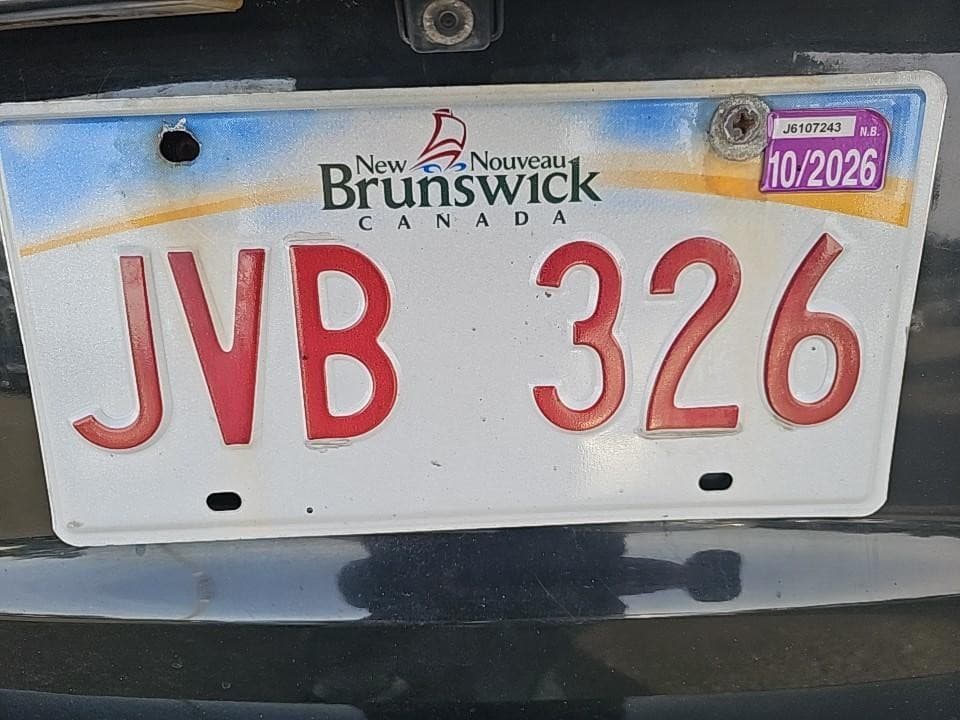 New Nouveau
Brunswick
CANADA
J6107243 N.B.
10/2026
JVB 326